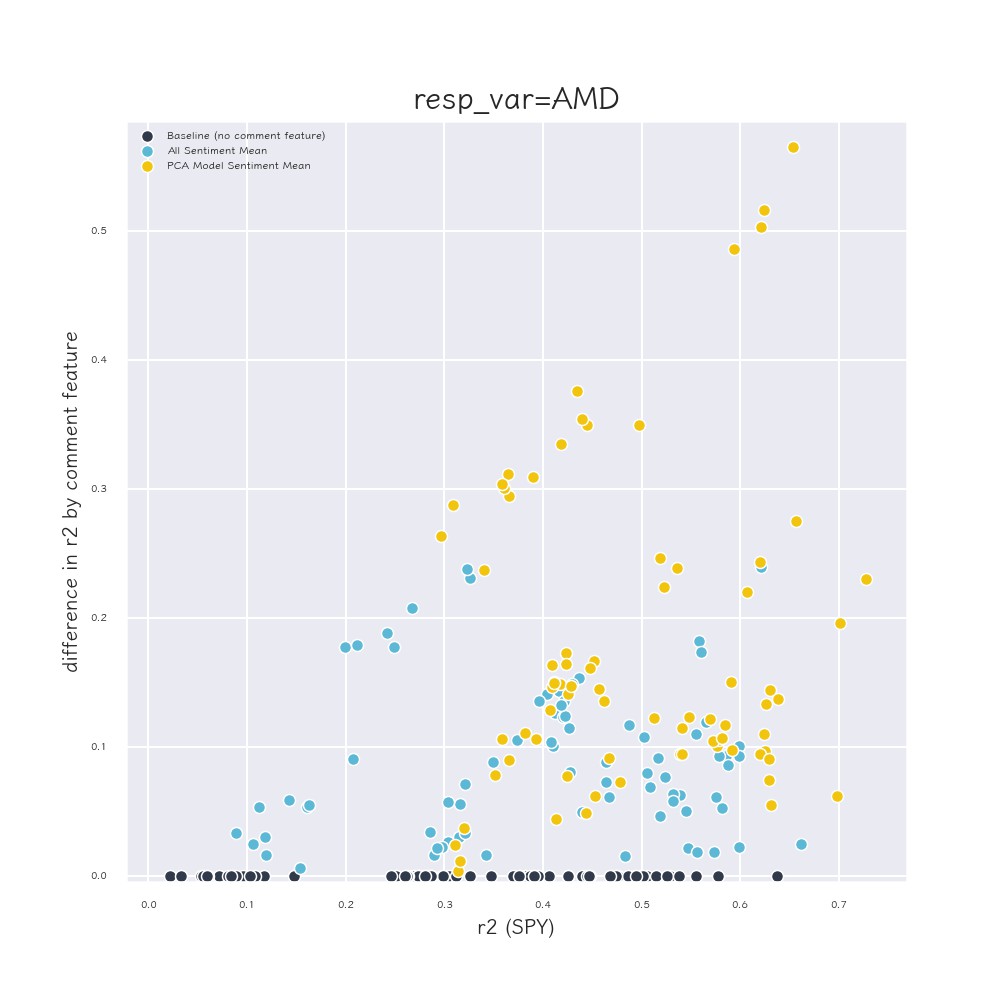 resp_var=AMD
Baseline (no comment feature)
All Sentiment Mean
PCA Model Sentiment Mean
difference in r2 by comment feature
0.5
0.4
0.3
0.2
0.1
0.0
0.0 0.1 0.2 0.3 0.4 0.5 0.6 0.7
r2 (SPY)